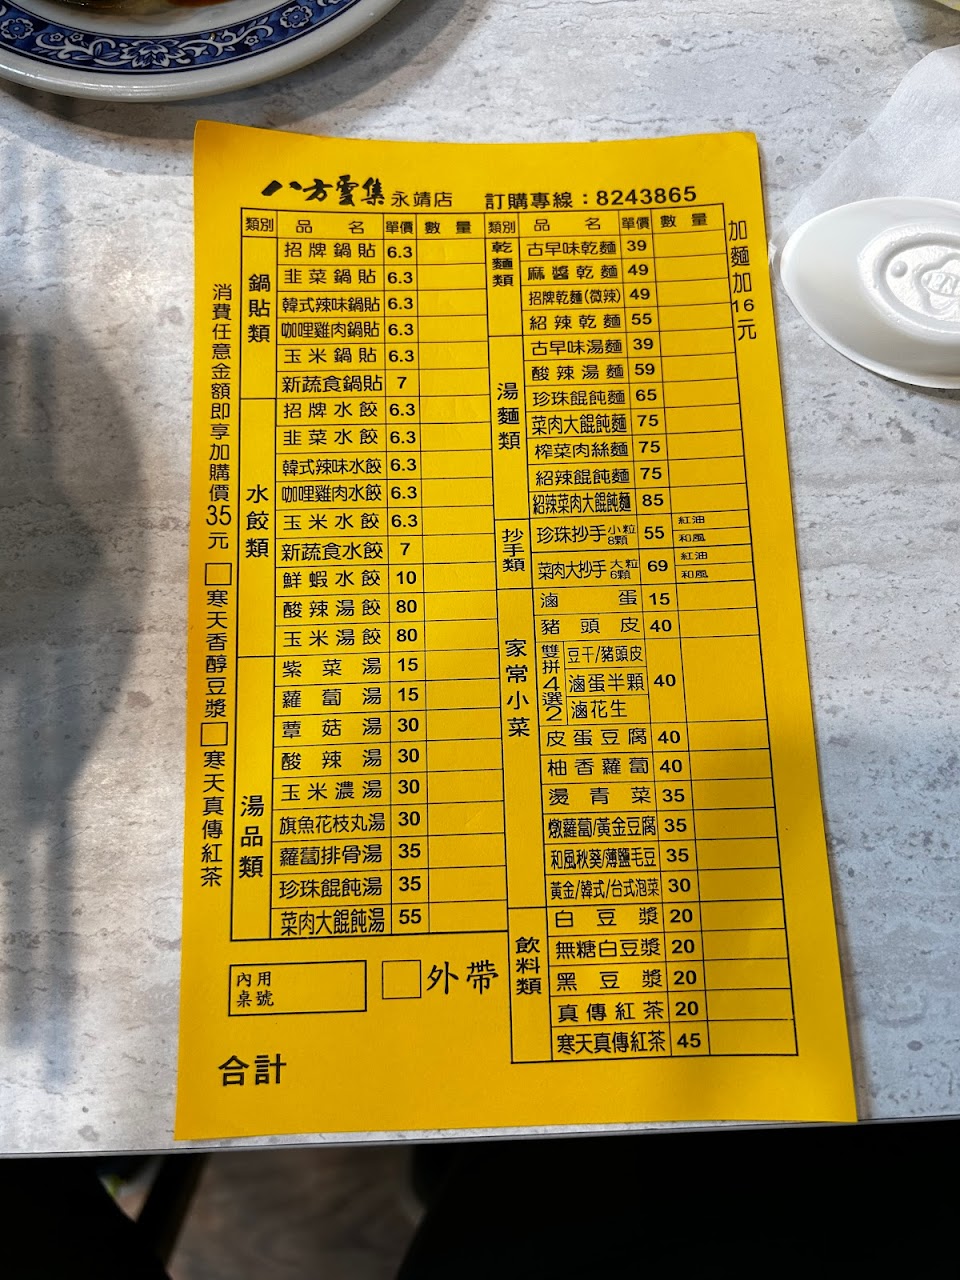 八方雲集 永靖店 訂購專線：8243865
類別 品名 單價 數量
鍋貼類
招牌鍋貼 6.3
韭菜鍋貼 6.3
韓式辣味鍋貼 6.3
咖哩雞肉鍋貼 6.3
玉米鍋貼 6.3
新蔬食鍋貼 7
水餃類
招牌水餃 6.3
韭菜水餃 6.3
韓式辣味水餃 6.3
咖哩雞肉水餃 6.3
玉米水餃 6.3
新蔬食水餃 7
鮮蝦水餃 10
酸辣湯餃 80
玉米湯餃 80
湯品類
紫菜湯 15
蘿蔔湯 15
蕈菇湯 30
酸辣湯 30
玉米濃湯 30
旗魚花枝丸湯 30
蘿蔔排骨湯 35
珍珠餛飩湯 35
菜肉大餛飩湯 55
類別 品名 單價 數量
乾麵類
古早味乾麵 39
麻醬乾麵 49
招牌乾麵(微辣) 49
紹辣乾麵 55
湯麵類
古早味湯麵 39
酸辣湯麵 59
珍珠餛飩麵 65
菜肉大餛飩麵 75
榨菜肉絲麵 75
紹辣餛飩麵 75
紹辣菜肉大餛飩麵 85
抄手類
珍珠抄手 小粒8顆 55 紅油 和風
菜肉大抄手 大粒6顆 69 紅油 和風
家常小菜
滷蛋 15
豬頭皮 40
雙拼4選2 豆干/豬頭皮 40
滷蛋半顆
滷花生
皮蛋豆腐 40
柚香蘿蔔 40
燙青菜 35
燉蘿蔔/黃金豆腐 35
和風秋葵/薄鹽毛豆 35
黃金/韓式/台式泡菜 30
飲料類
白豆漿 20
無糖白豆漿 20
黑豆漿 20
真傳紅茶 20
寒天真傳紅茶 45
加麵加16元
消費任意金額即享加購價35元 □寒天香醇豆漿 □寒天真傳紅茶
內用
桌號
□外帶
合計